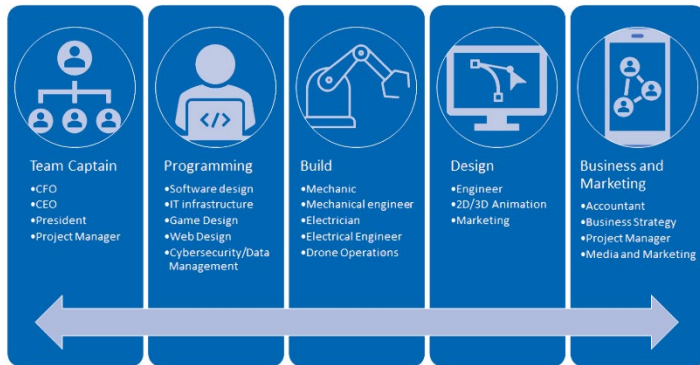 </>
Team Captain
•CFO
•CEO
•President
•Project Manager
Programming
•Software design
•IT infrastructure
•Game Design
•Web Design
•Cybersecurity/Data
Management
Build
•Mechanic
•Mechanical engineer
•Electrician
•Electrical Engineer
•Drone Operations
Design
•Engineer
•2D/3D Animation
•Marketing
Business and
Marketing
•Accountant
•Business Strategy
•Project Manager
•Media and Marketing